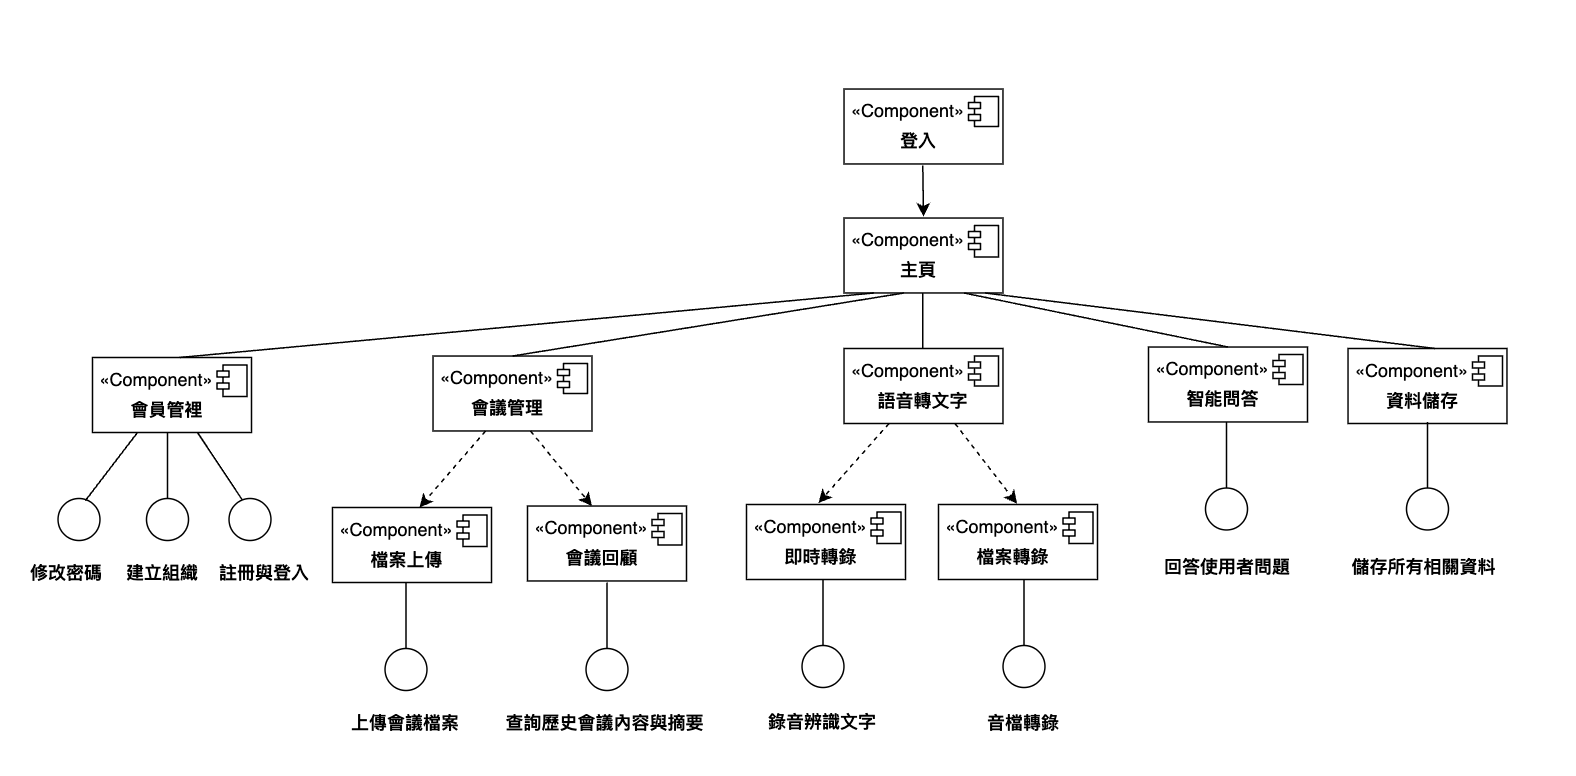 «Component»
登入
«Component»
主頁
«Component»
會員管裡
«Component»
會議管理
«Component»
語音轉文字
«Component»
智能問答
«Component»
資料儲存
修改密碼
建立組織
註冊與登入
«Component»
檔案上傳
«Component»
會議回顧
«Component»
即時轉錄
«Component»
檔案轉錄
回答使用者問題
儲存所有相關資料
上傳會議檔案
查詢歷史會議內容與摘要
錄音辨識文字
音檔轉錄